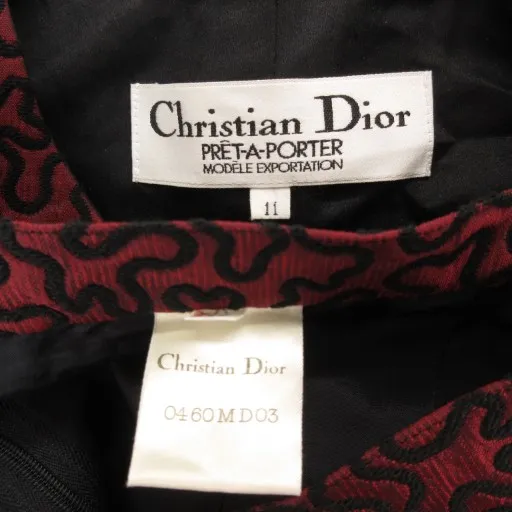 Christian Dior
PRÊT-A-PORTER
MODÈLE EXPORTATION
11
Christian Dior
0460MD03